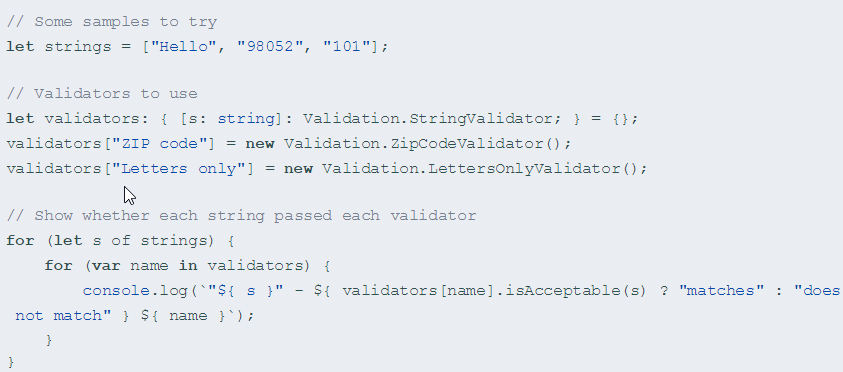 // Some samples to try
let strings = ["Hello", "98052", "101"];
// Validators to use
let validators: { [s: string]: Validation.StringValidator; } = {};
validators["ZIP code"] = new Validation.ZipCodeValidator();
validators["Letters only"] = new Validation.LettersOnlyValidator();
// Show whether each string passed each validator
for (let s of strings) {
    for (var name in validators) {
        console.log(`"${ s }" - ${ validators[name].isAcceptable(s) ? "matches" : "does
 not match" } ${ name }`);
    }
}